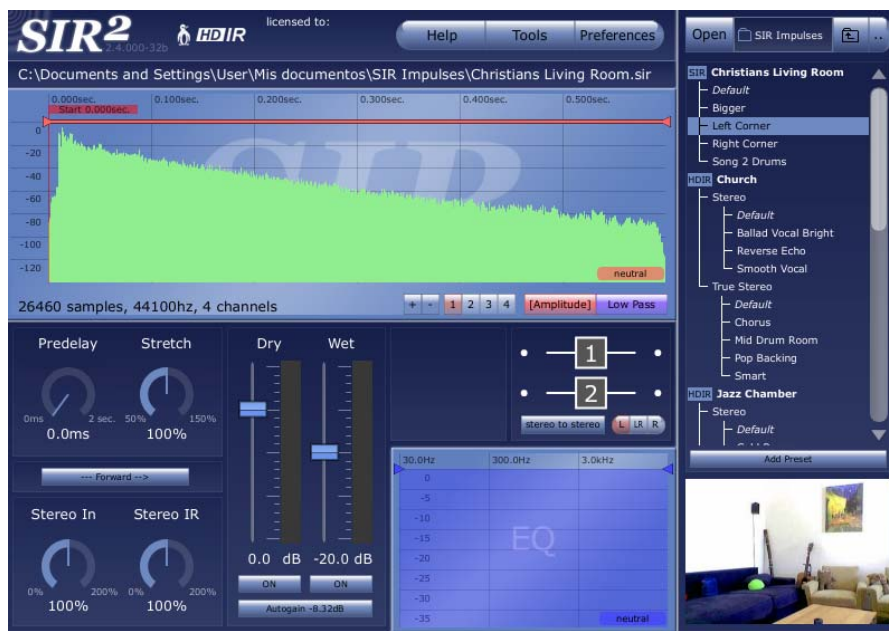 SIR2
2.4.000-32b
HDIR
licensed to:
Help
Tools
Preferences
Open
SIR Impulses
..
C:\Documents and Settings\User\Mis documentos\SIR Impulses\Christians Living Room.sir
0.000sec.
0.100sec.
0.200sec.
0.300sec.
0.400sec.
0.500sec.
Start 0.000sec.
0
-20
-40
-60
-80
-100
-120
SIR
neutral
26460 samples, 44100hz, 4 channels
+
-
1
2
3
4
[Amplitude]
Low Pass
SIR Christians Living Room
Default
Bigger
Left Corner
Right Corner
Song 2 Drums
HDIR Church
Stereo
Default
Ballad Vocal Bright
Reverse Echo
Smooth Vocal
True Stereo
Default
Chorus
Mid Drum Room
Pop Backing
Smart
HDIR Jazz Chamber
Stereo
Default
Add Preset
Predelay
0ms
2 sec.
0.0ms
Stretch
50%
150%
100%
--- Forward -->
Stereo In
0%
200%
100%
Stereo IR
0%
200%
100%
Dry
Wet
0.0 dB
-20.0 dB
ON
ON
Autogain -8.32dB
1
2
stereo to stereo
L
LR
R
30.0Hz
300.0Hz
3.0kHz
0
-5
-10
-15
-20
-25
-30
-35
EQ
neutral